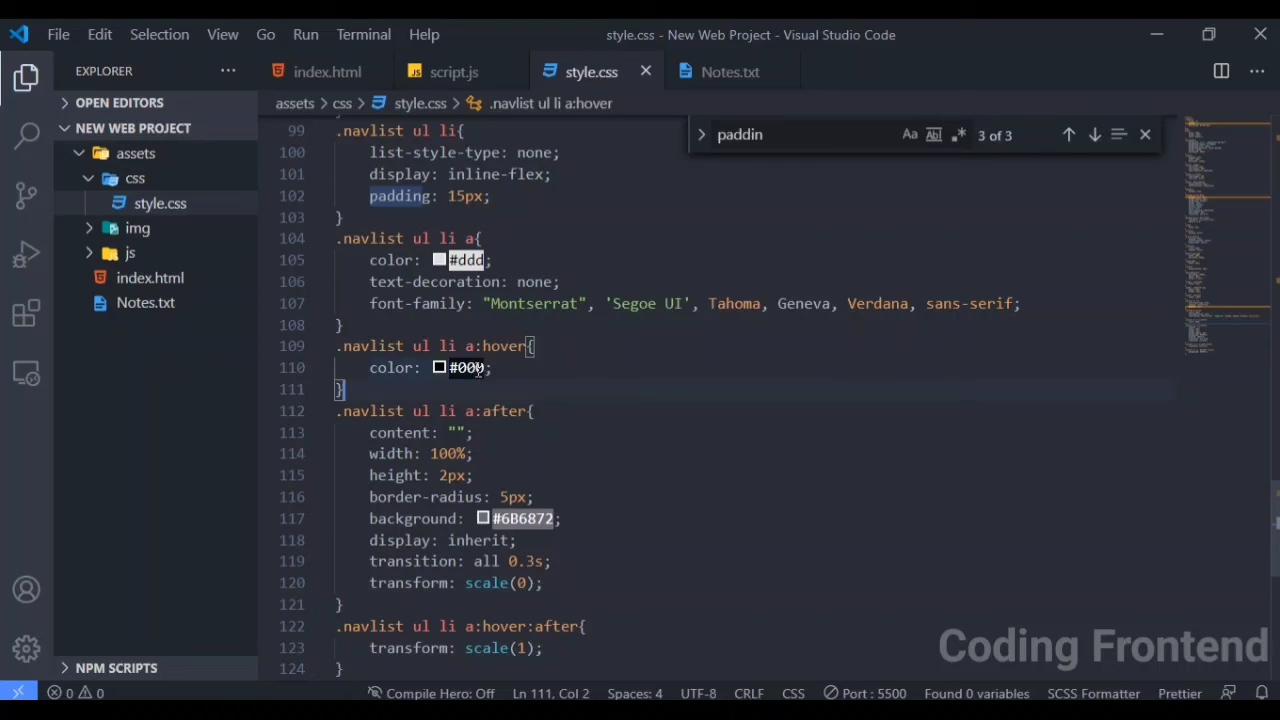 File Edit Selection View Go Run Terminal Help style.css - New Web Project - Visual Studio Code
EXPLORER
index.html script.js style.css Notes.txt
OPEN EDITORS
NEW WEB PROJECT
assets
css
style.css
img
js
index.html
Notes.txt
NPM SCRIPTS
assets > css > style.css > .navlist ul li a:hover
paddin Aa Abl .* 3 of 3
99 .navlist ul li{
100 list-style-type: none;
101 display: inline-flex;
102 padding: 15px;
103 }
104 .navlist ul li a{
105 color: #ddd;
106 text-decoration: none;
107 font-family: "Montserrat", 'Segoe UI', Tahoma, Geneva, Verdana, sans-serif;
108 }
109 .navlist ul li a:hover{
110 color: #000;
111 }
112 .navlist ul li a:after{
113 content: "";
114 width: 100%;
115 height: 2px;
116 border-radius: 5px;
117 background: #6B6872;
118 display: inherit;
119 transition: all 0.3s;
120 transform: scale(0);
121 }
122 .navlist ul li a:hover:after{
123 transform: scale(1);
124 }
Coding Frontend
0 0 Compile Hero: Off Ln 111, Col 2 Spaces: 4 UTF-8 CRLF CSS Port : 5500 Found 0 variables SCSS Formatter Prettier